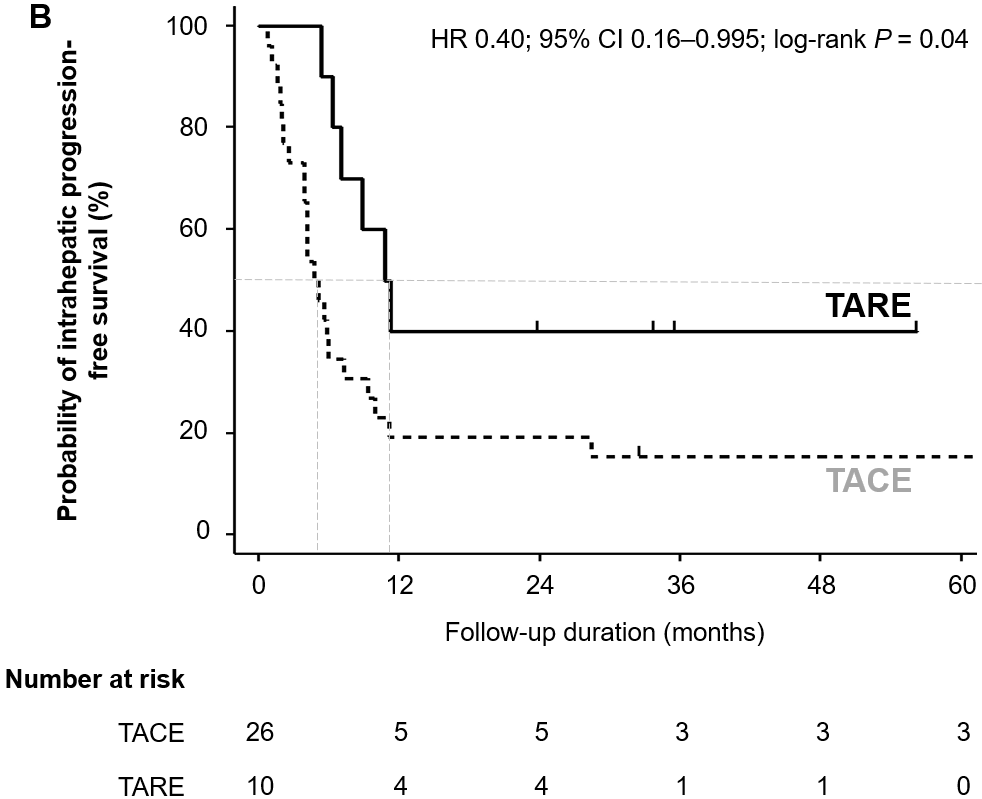 B
HR 0.40; 95% CI 0.16–0.995; log-rank P = 0.04
Probability of intrahepatic progression-
free survival (%)
100
80
60
40
20
0
TARE
TACE
0 12 24 36 48 60
Follow-up duration (months)
Number at risk
TACE 26 5 5 3 3 3
TARE 10 4 4 1 1 0